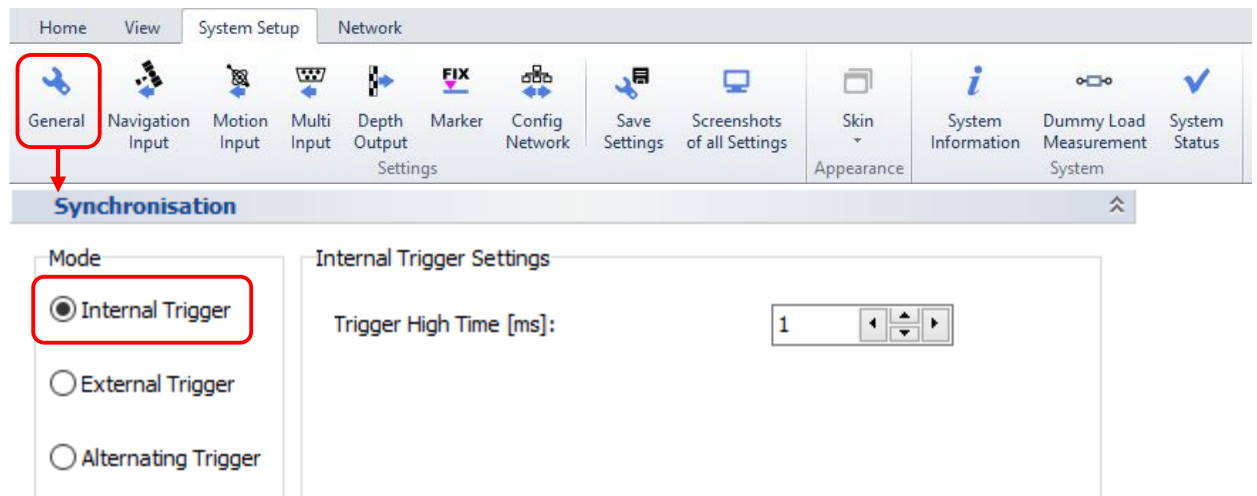 Home View System Setup Network
FIX
General Navigation Input Motion Input Multi Input Depth Output Marker Config Network Save Settings Screenshots of all Settings Skin System Information Dummy Load Measurement System Status
Settings Appearance System
Synchronisation
Mode Internal Trigger Settings
Internal Trigger Trigger High Time [ms]: 1
External Trigger
Alternating Trigger